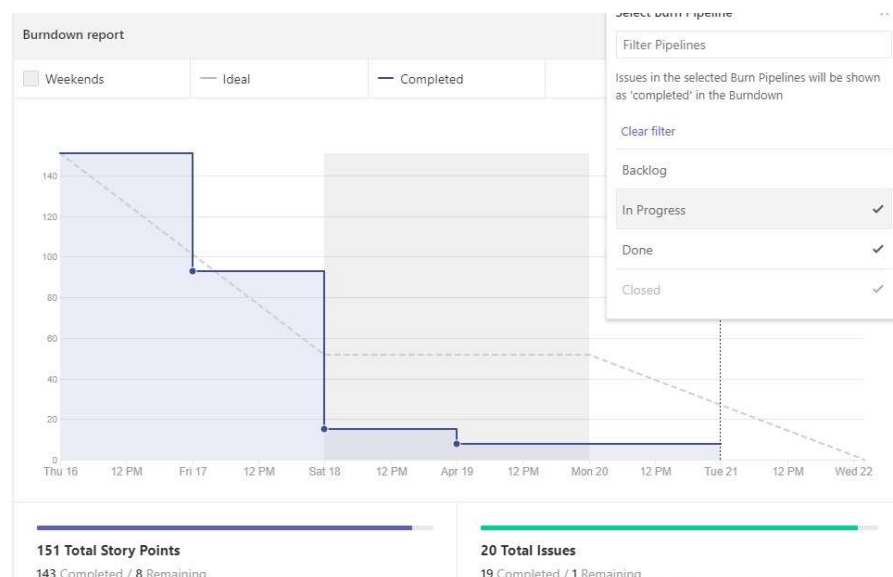 Burndown report
Select Burn Pipeline
Filter Pipelines
Weekends
Ideal
Completed
Issues in the selected Burn Pipelines will be shown
as 'completed' in the Burndown
Clear filter
Backlog
In Progress
Done
Closed
140
120
100
80
60
40
20
0
Thu 16 12 PM Fri 17 12 PM Sat 18 12 PM Apr 19 12 PM Mon 20 12 PM Tue 21 12 PM Wed 22
151 Total Story Points
143 Completed / 8 Remaining
20 Total Issues
19 Completed / 1 Remaining